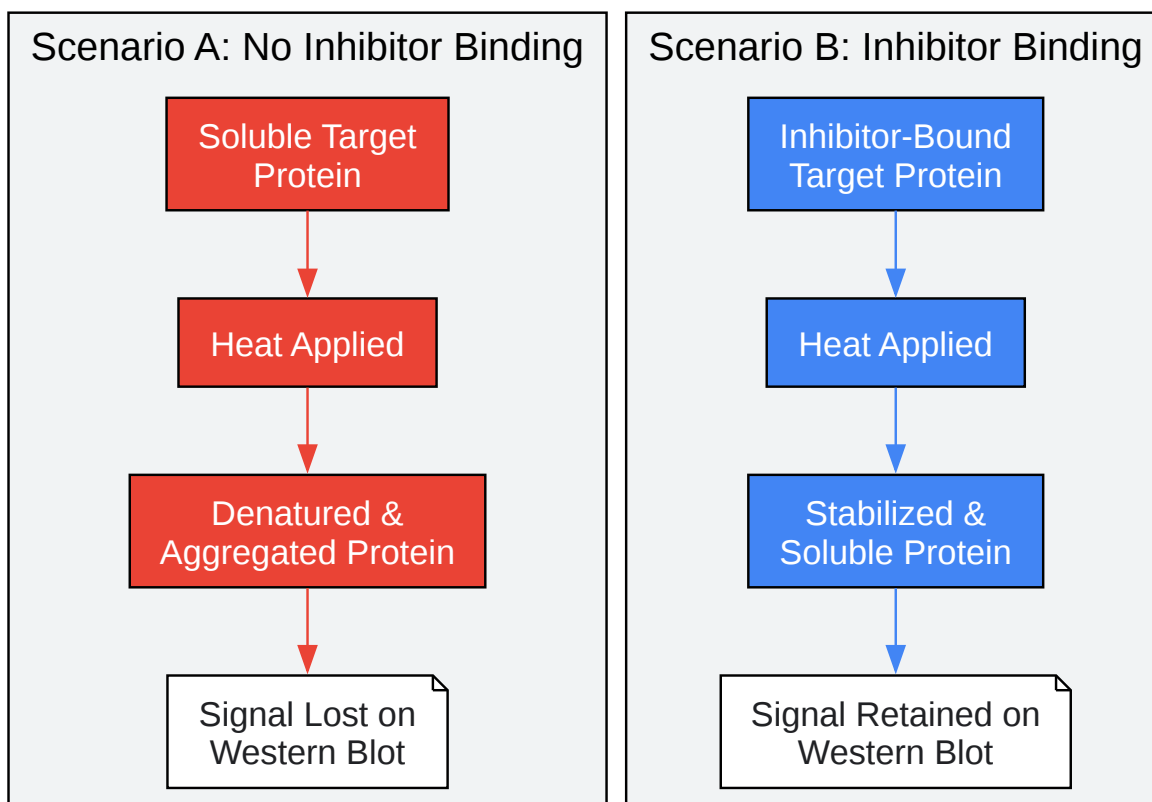 Scenario A: No Inhibitor Binding
Soluble Target
Protein
Heat Applied
Denatured &
Aggregated Protein
Signal Lost on
Western Blot
Scenario B: Inhibitor Binding
Inhibitor-Bound
Target Protein
Heat Applied
Stabilized &
Soluble Protein
Signal Retained on
Western Blot